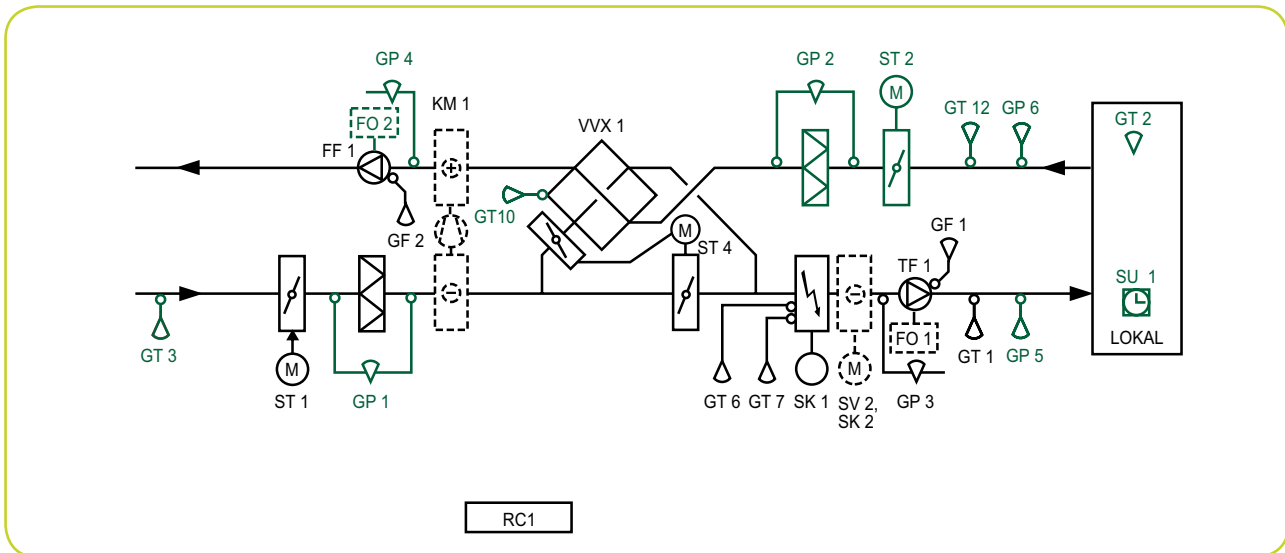 GP 4
KM 1
FO 2
FF 1
VVX 1
GP 2
ST 2
M
GT 12
GP 6
GT 2
GT10
GF 2
M
ST 4
GF 1
TF 1
SU 1
LOKAL
GT 3
M
ST 1
GP 1
GT 6
GT 7
SK 1
M
SV 2,
SK 2
FO 1
GP 3
GT 1
GP 5
RC1